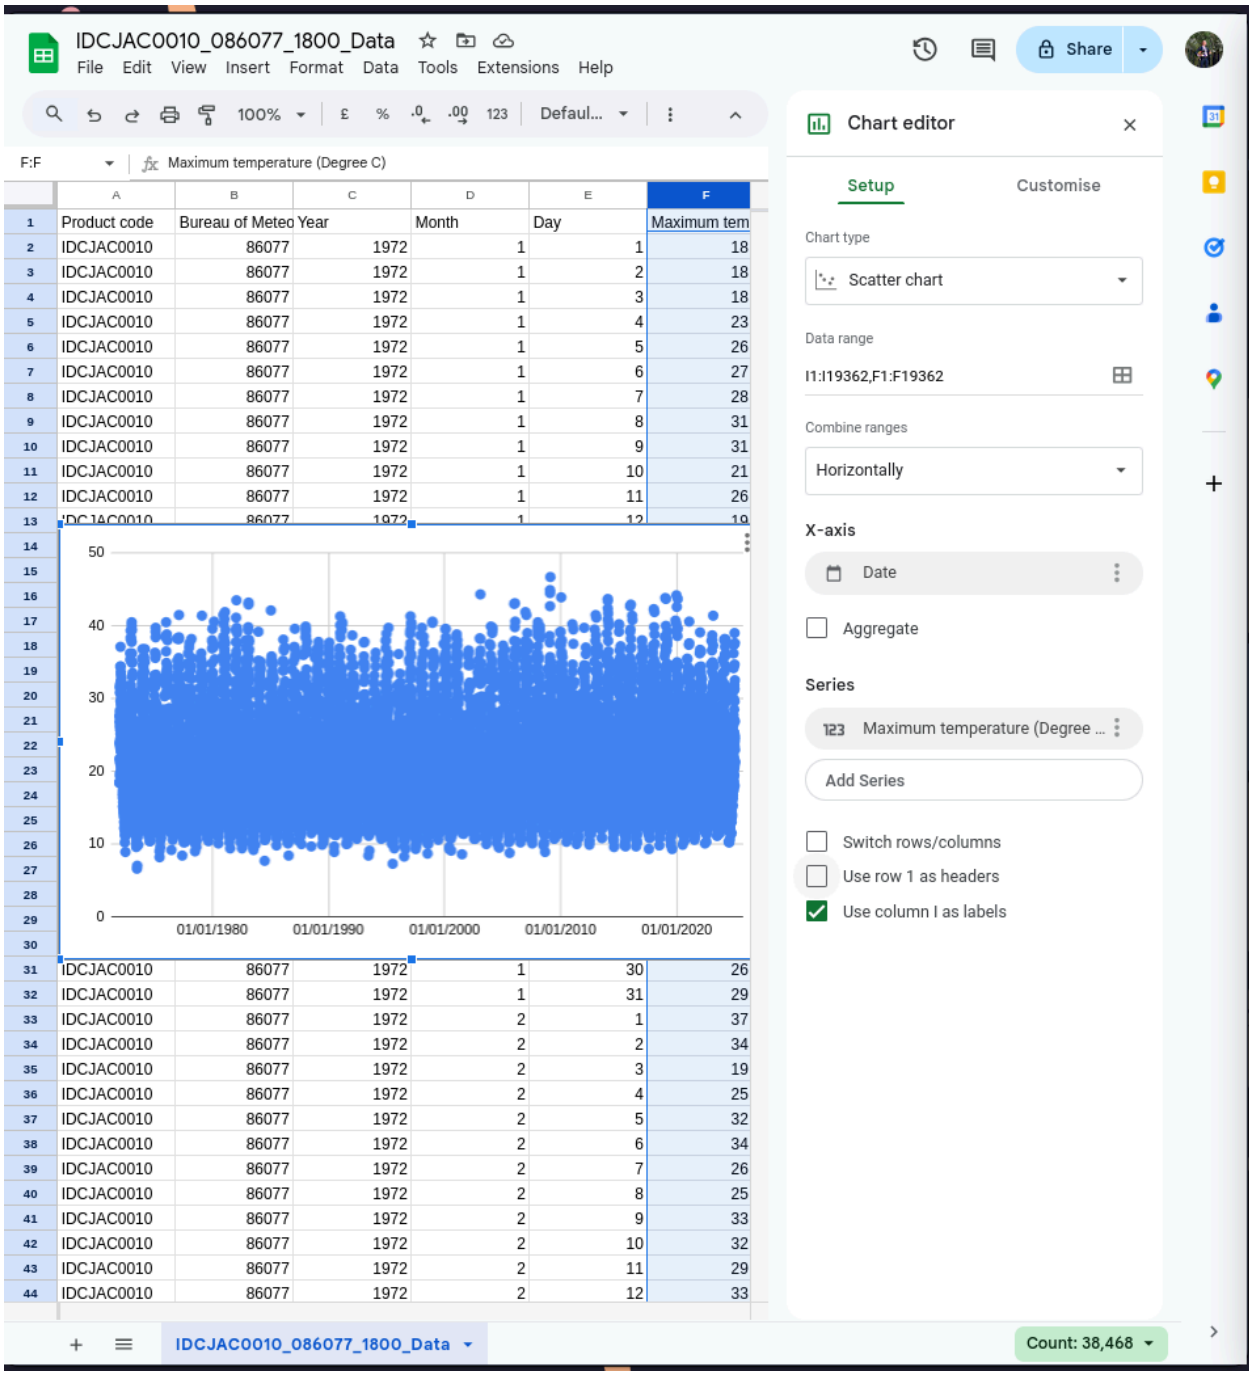 IDCJAC0010_086077_1800_Data
File Edit View Insert Format Data Tools Extensions Help
Share
100% £ % .0 .00 123 Defaul...
F:F fx Maximum temperature (Degree C)
A B C D E F
1 Product code Bureau of Meteo Year Month Day Maximum tem
2 IDCJAC0010 86077 1972 1 1 18
3 IDCJAC0010 86077 1972 1 2 18
4 IDCJAC0010 86077 1972 1 3 18
5 IDCJAC0010 86077 1972 1 4 23
6 IDCJAC0010 86077 1972 1 5 26
7 IDCJAC0010 86077 1972 1 6 27
8 IDCJAC0010 86077 1972 1 7 28
9 IDCJAC0010 86077 1972 1 8 31
10 IDCJAC0010 86077 1972 1 9 31
11 IDCJAC0010 86077 1972 1 10 21
12 IDCJAC0010 86077 1972 1 11 26
13 IDCJAC0010 86077 1972 1 12 19
14
15
16
17
18
19
20
21
22
23
24
25
26
27
28
29
30
50
40
30
20
10
0
01/01/1980 01/01/1990 01/01/2000 01/01/2010 01/01/2020
31 IDCJAC0010 86077 1972 1 30 26
32 IDCJAC0010 86077 1972 1 31 29
33 IDCJAC0010 86077 1972 2 1 37
34 IDCJAC0010 86077 1972 2 2 34
35 IDCJAC0010 86077 1972 2 3 19
36 IDCJAC0010 86077 1972 2 4 25
37 IDCJAC0010 86077 1972 2 5 32
38 IDCJAC0010 86077 1972 2 6 34
39 IDCJAC0010 86077 1972 2 7 26
40 IDCJAC0010 86077 1972 2 8 25
41 IDCJAC0010 86077 1972 2 9 33
42 IDCJAC0010 86077 1972 2 10 32
43 IDCJAC0010 86077 1972 2 11 29
44 IDCJAC0010 86077 1972 2 12 33
IDCJAC0010_086077_1800_Data
Chart editor
Setup Customise
Chart type
Scatter chart
Data range
I1:I19362,F1:F19362
Combine ranges
Horizontally
X-axis
Date
Aggregate
Series
123 Maximum temperature (Degree ...
Add Series
Switch rows/columns
Use row 1 as headers
Use column I as labels
Count: 38,468
31